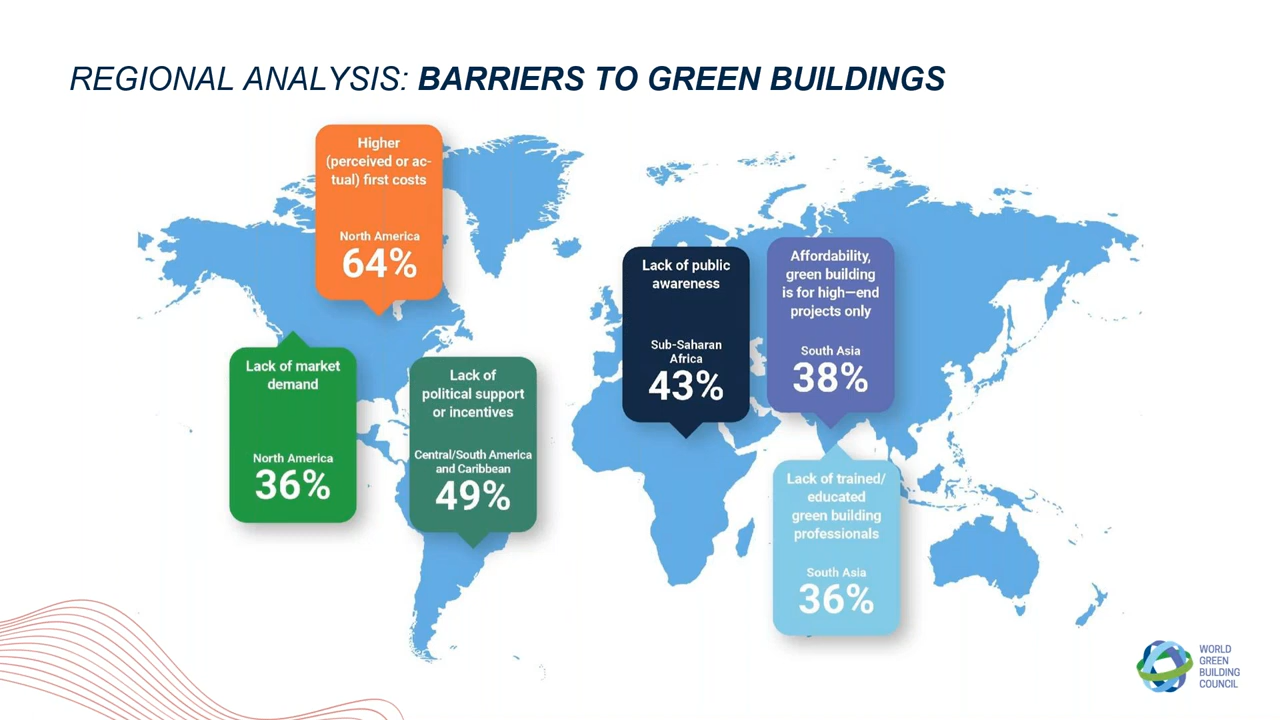 REGIONAL ANALYSIS: BARRIERS TO GREEN BUILDINGS
Higher
(perceived or ac-
tual) first costs
North America
64%
Lack of market
demand
North America
36%
Lack of
political support
or incentives
Central/South America
and Caribbean
49%
Lack of public
awareness
Sub-Saharan
Africa
43%
Affordability,
green building
is for high—end
projects only
South Asia
38%
Lack of trained/
educated
green building
professionals
South Asia
36%
WORLD
GREEN
BUILDING
COUNCIL